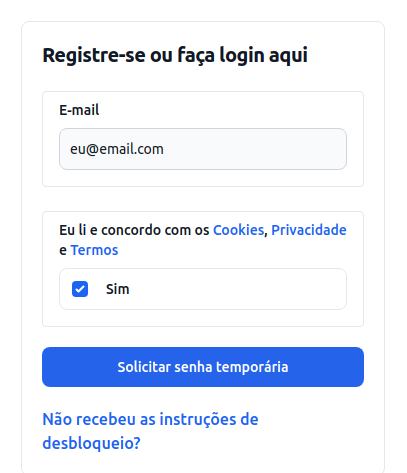 Registre-se ou faça login aqui
E-mail
eu@email.com
Eu li e concordo com os Cookies, Privacidade
e Termos
Sim
Solicitar senha temporária
Não recebeu as instruções de
desbloqueio?